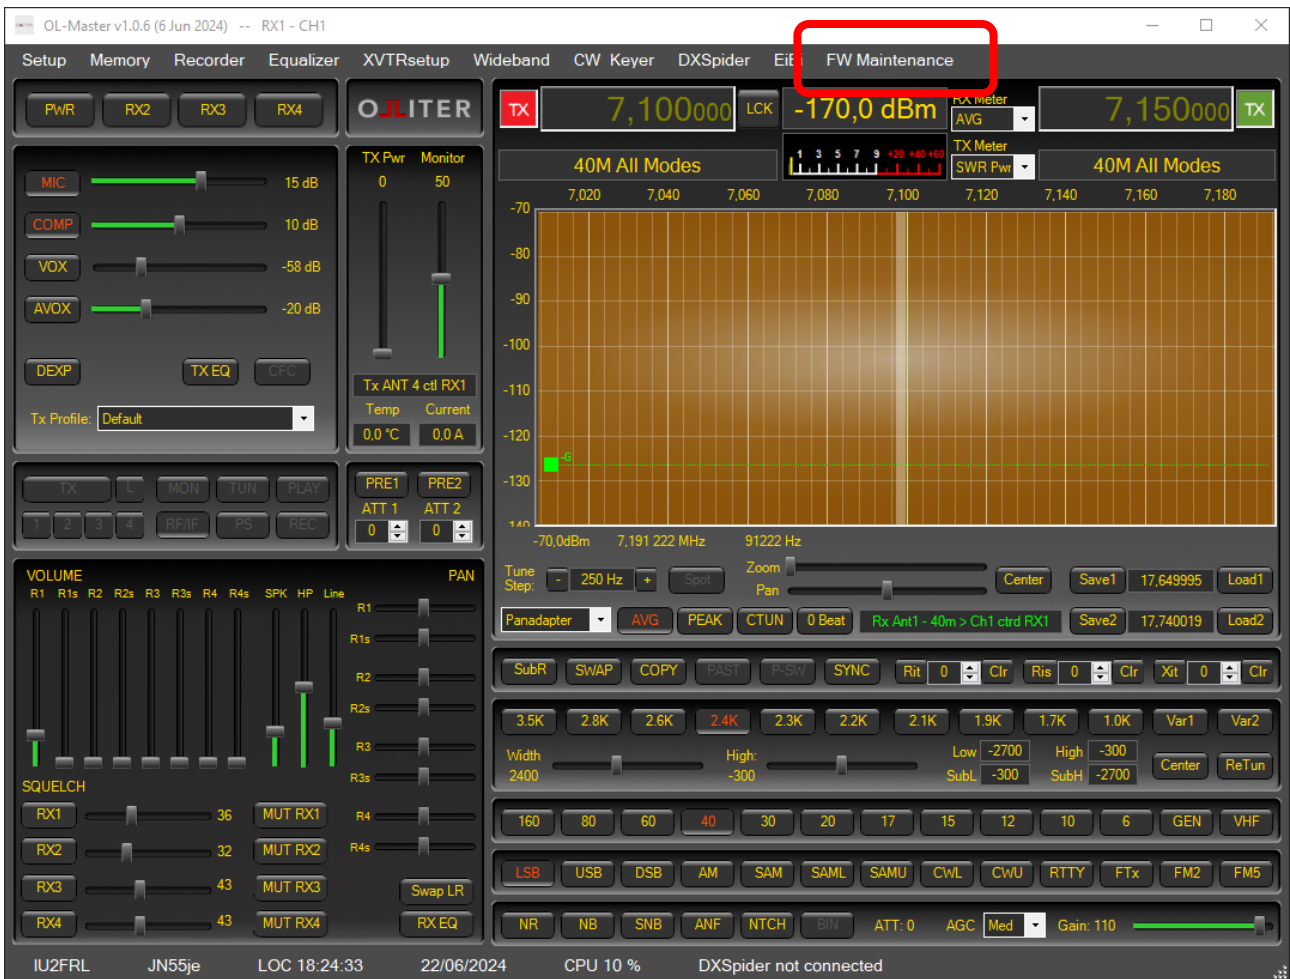 OL-Master v1.0.6 (6 Jun 2024) -- RX1 - CH1
Setup Memory Recorder Equalizer XVTRsetup Wideband CW Keyer DXSpider EiBi FW Maintenance
PWR RX2 RX3 RX4
OLLITER
TX 7,100000 LCK -170,0 dBm RX Meter AVG 7,150000 TX
1 3 5 7 9 +20 +40 +60
TX Meter
SWR Pwr
40M All Modes
40M All Modes
MIC 15 dB
COMP 10 dB
VOX -58 dB
AVOX -20 dB
DEXP TX EQ CFC
Tx Profile: Default
TX Pwr Monitor
0 50
Tx ANT 4 ctl RX1
Temp Current
0,0 °C 0,0 A
7,020 7,040 7,060 7,080 7,100 7,120 7,140 7,160 7,180
-70
-80
-90
-100
-110
-120
-130
-140
-G
-70,0dBm 7,191 222 MHz 91222 Hz
TX L MON TUN PLAY
1 2 3 4 RF/IF PS REC
PRE1 PRE2
ATT 1 ATT 2
0 0
Tune Step: - 250 Hz + Spot
Zoom
Pan
Center Save1 17,649995 Load1
Panadapter AVG PEAK CTUN 0 Beat Rx Ant1 - 40m > Ch1 ctrd RX1 Save2 17,740019 Load2
VOLUME PAN
R1 R1s R2 R2s R3 R3s R4 R4s SPK HP Line
R1
R1s
R2
R2s
R3
R3s
R4
R4s
SQUELCH
RX1 36 MUT RX1
RX2 32 MUT RX2
RX3 43 MUT RX3
RX4 43 MUT RX4
Swap LR
RX EQ
SubR SWAP COPY PAST P-SW SYNC Rit 0 Clr Ris 0 Clr Xit 0 Clr
3.5K 2.8K 2.6K 2.4K 2.3K 2.2K 2.1K 1.9K 1.7K 1.0K Var1 Var2
Width 2400
High: -300
Low -2700 High -300
SubL -300 SubH -2700
Center ReTun
160 80 60 40 30 20 17 15 12 10 6 GEN VHF
LSB USB DSB AM SAM SAML SAMU CWL CWU RTTY FTx FM2 FM5
NR NB SNB ANF NTCH BIN ATT: 0 AGC Med Gain: 110
IU2FRL JN55je LOC 18:24:33 22/06/2024 CPU 10 % DXSpider not connected